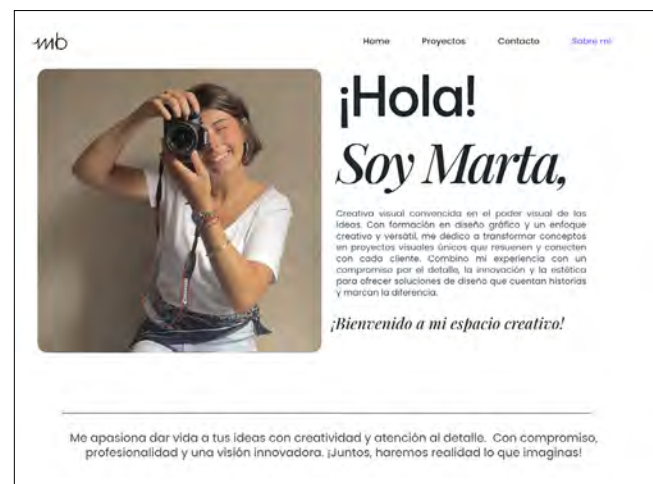 mb
Home Proyectos Contacto Sobre mi
¡Hola!
Soy Marta,
Creativa visual convencida en el poder visual de las
ideas. Con formación en diseño gráfico y un enfoque
creativo y versátil, me dedico a transformar conceptos
en proyectos visuales únicos que resuenen y conecten
con cada cliente. Combino mi experiencia con un
compromiso por el detalle, la innovación y la estética
para ofrecer soluciones de diseño que cuentan historias
y marcan la diferencia.
¡Bienvenido a mi espacio creativo!
Me apasiona dar vida a tus ideas con creatividad y atención al detalle. Con compromiso,
profesionalidad y una visión innovadora. ¡Juntos, haremos realidad lo que imaginas!